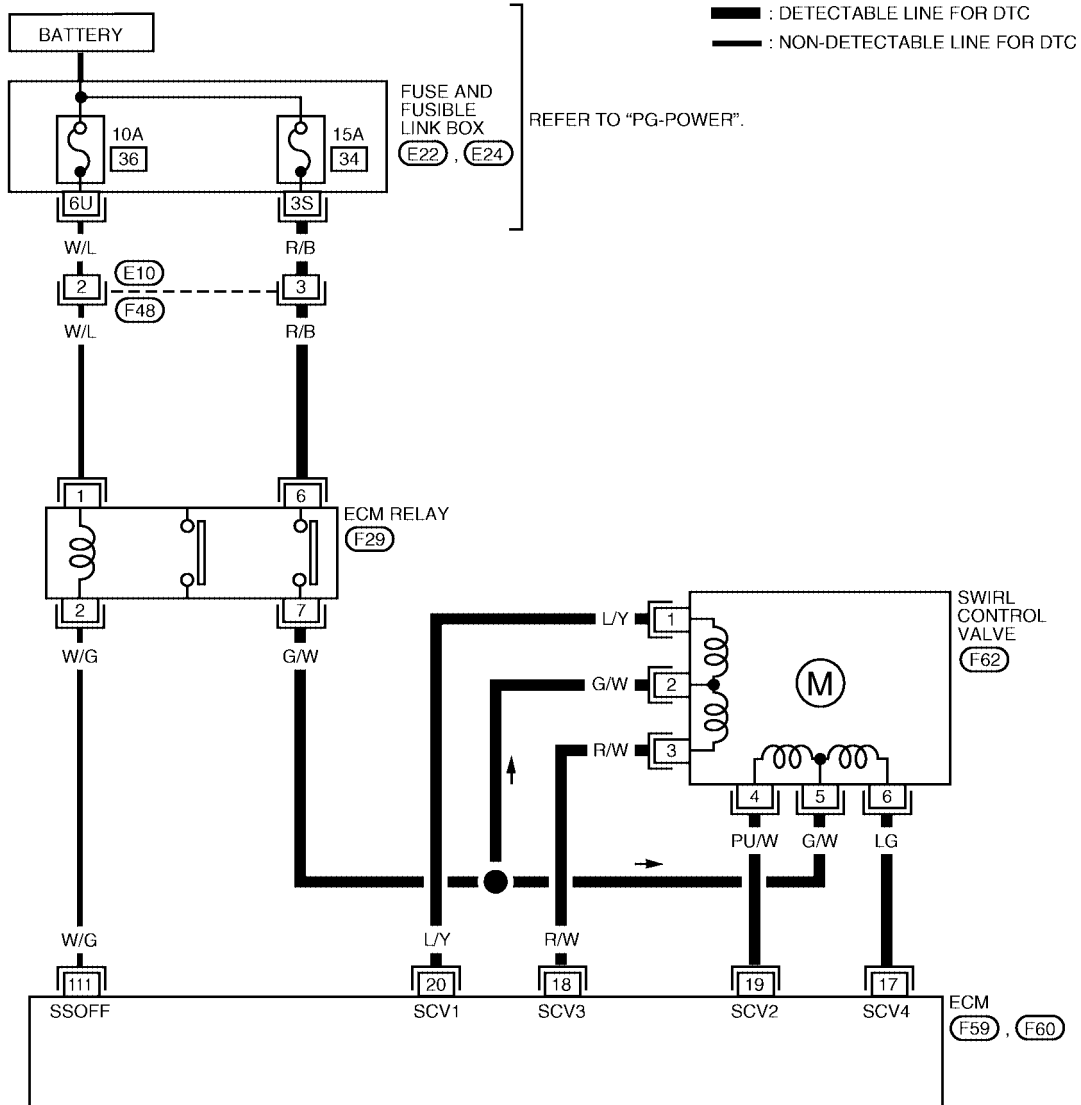 : DETECTABLE LINE FOR DTC
: NON-DETECTABLE LINE FOR DTC
BATTERY
FUSE AND
FUSIBLE
LINK BOX
E22 , E24
REFER TO “PG-POWER”.
10A
36
15A
34
6U
3S
W/L
R/B
2
E10
3
F48
W/L
R/B
1
6
ECM RELAY
F29
2
7
W/G
G/W
SWIRL
CONTROL
VALVE
F62
L/Y
1
G/W
2
M
R/W
3
4
5
6
PU/W
G/W
LG
W/G
L/Y
R/W
111
20
18
19
17
SSOFF
SCV1
SCV3
SCV2
SCV4
ECM
F59 , F60